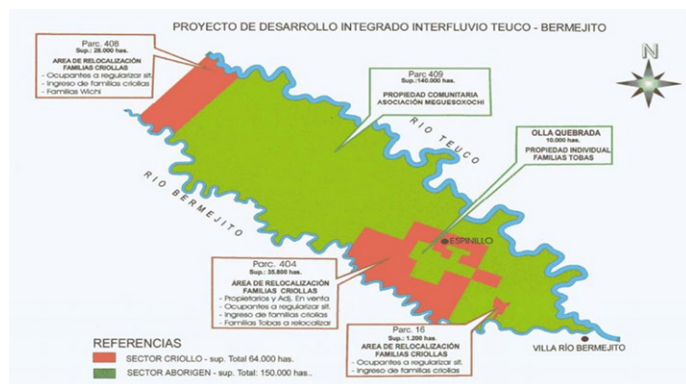 PROYECTO DE DESARROLLO INTEGRADO INTERFLUVIO TEUCO - BERMEJITO
Parc. 408
Sup.: 28.000 has.
AREA DE RELOCALIZACIÓN
FAMILIAS CRIOLLAS
- Ocupantes a regularizar sit.
- Ingreso de familias criollas
- Familias Wichi
Parc 409
Sup.:140.000 has.
PROPIEDAD COMUNITARIA
ASOCIACIÓN MEGUESOXOCHI
N
RIO TEUCO
OLLA QUEBRADA
10.000 has.
PROPIEDAD INDIVIDUAL
FAMILIAS TOBAS
RÍO BERMEJITO
ESPINILLO
Parc. 404
Sup.: 35.800 has.
ÁREA DE RELOCALIZACIÓN
FAMILIAS CRIOLLAS
- Propietarios y Adj. En venta
- Ocupantes a regularizar sit.
- Ingreso de familias criollas
- Familias Tobas a relocalizar
Parc. 16
Sup.: 1.200 has.
ÁREA DE RELOCALIZACIÓN
FAMILIAS CRIOLLAS
- Ocupantes a regularizar sit.
- Ingreso de familias criollas
VILLA RÍO BERMEJITO
REFERENCIAS
SECTOR CRIOLLO - sup. Total 64.000 has.
SECTOR ABORIGEN - sup. Total: 150.000 has..